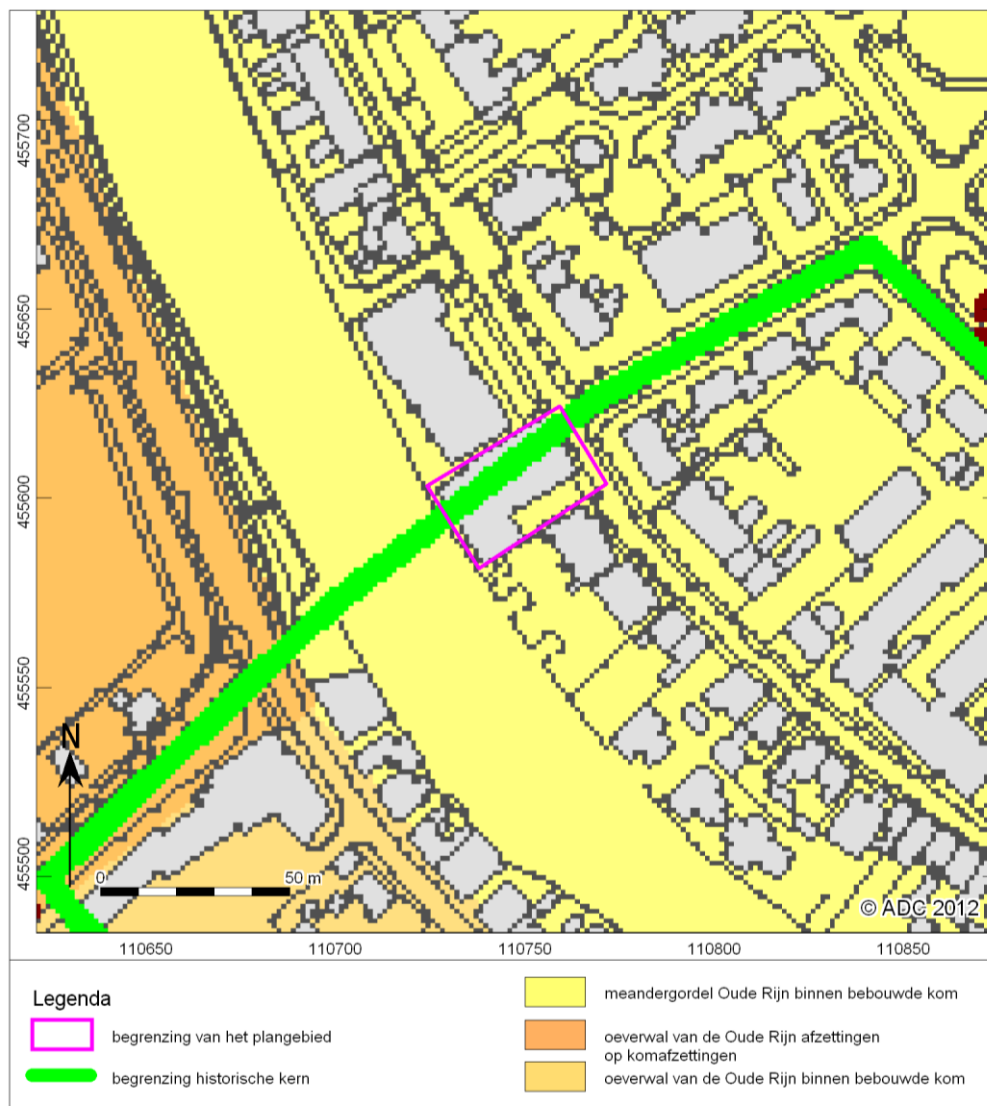 455700
455650
455600
455550
455500
N
0 50 m
© ADC 2012
110650 110700 110750 110800 110850
Legenda
begrenzing van het plangebied
begrenzing historische kern
meandergordel Oude Rijn binnen bebouwde kom
oeverwal van de Oude Rijn afzettingen
op komafzettingen
oeverwal van de Oude Rijn binnen bebouwde kom